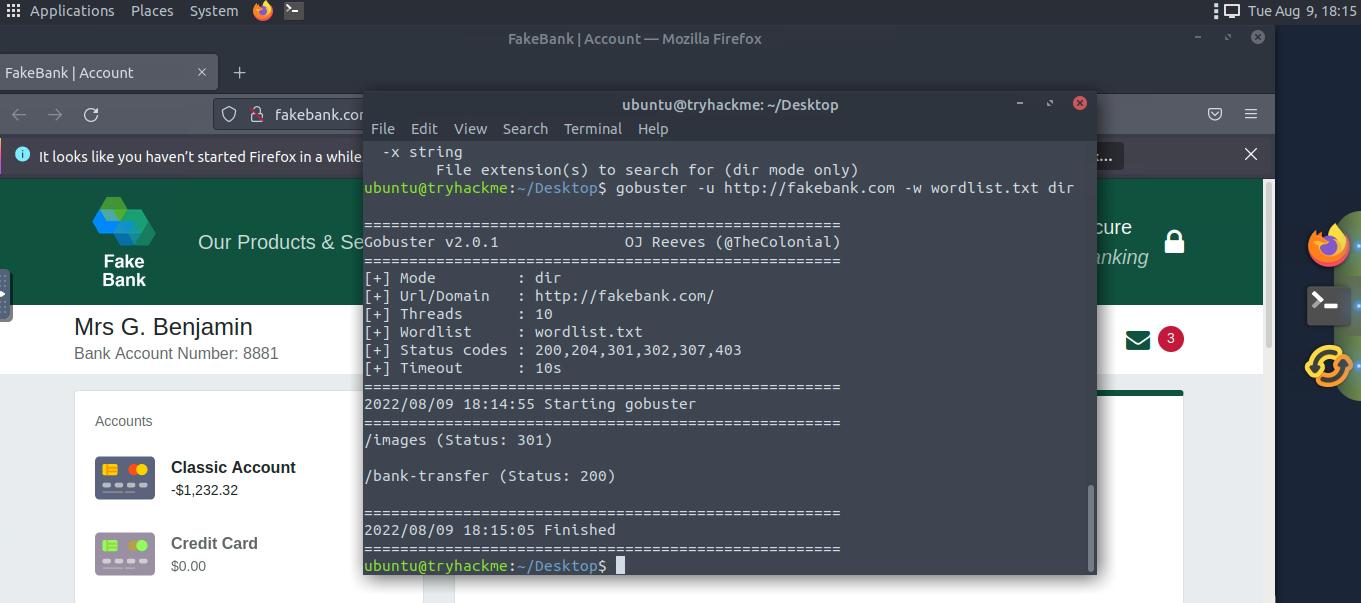 Applications Places System Tue Aug 9, 18:15
FakeBank | Account — Mozilla Firefox
FakeBank | Account
fakebank.co
ubuntu@tryhackme: ~/Desktop
File Edit View Search Terminal Help
It looks like you haven’t started Firefox in a while
-x string
File extension(s) to search for (dir mode only)
ubuntu@tryhackme:~/Desktop$ gobuster -u http://fakebank.com -w wordlist.txt dir
=====================================================
Gobuster v2.0.1 OJ Reeves (@TheColonial)
=====================================================
[+] Mode : dir
[+] Url/Domain : http://fakebank.com/
[+] Threads : 10
[+] Wordlist : wordlist.txt
[+] Status codes : 200,204,301,302,307,403
[+] Timeout : 10s
=====================================================
2022/08/09 18:14:55 Starting gobuster
=====================================================
/images (Status: 301)
/bank-transfer (Status: 200)
=====================================================
2022/08/09 18:15:05 Finished
=====================================================
ubuntu@tryhackme:~/Desktop$
Fake
Bank
Our Products & Se
cure
anking
Mrs G. Benjamin
Bank Account Number: 8881
3
Accounts
Classic Account
-$1,232.32
Credit Card
$0.00